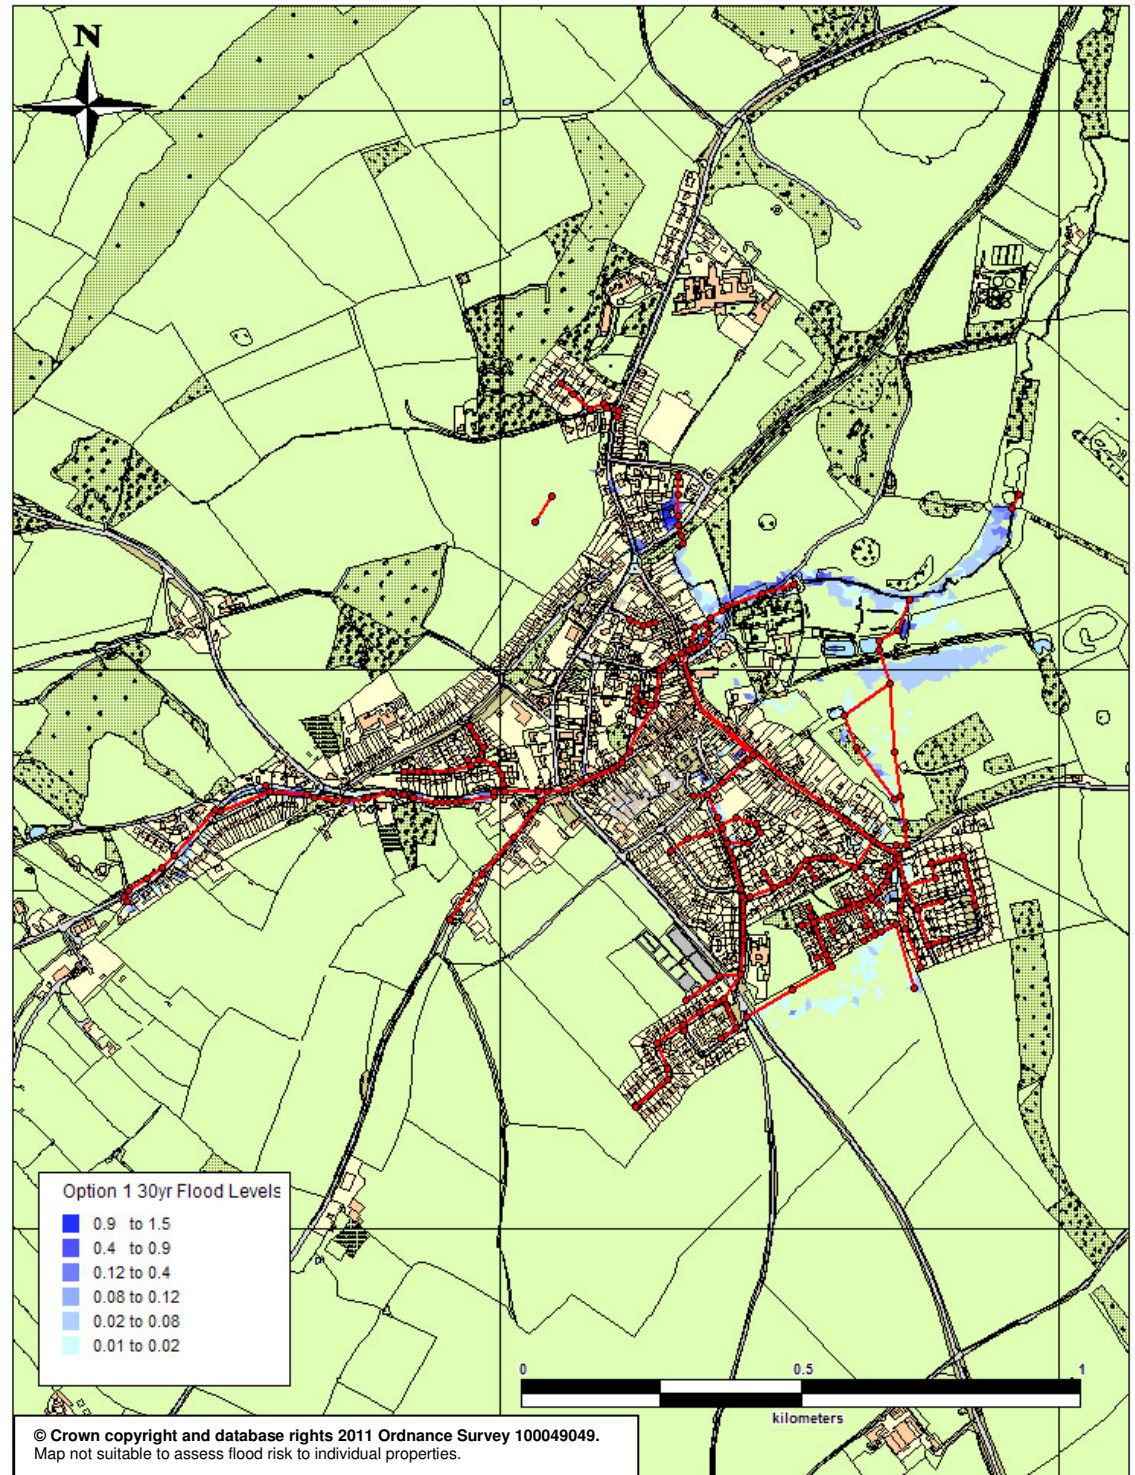 N
Option 1 30yr Flood Levels
0.9 to 1.5
0.4 to 0.9
0.12 to 0.4
0.08 to 0.12
0.02 to 0.08
0.01 to 0.02
0 0.5 1
kilometers
© Crown copyright and database rights 2011 Ordnance Survey 100049049.
Map not suitable to assess flood risk to individual properties.